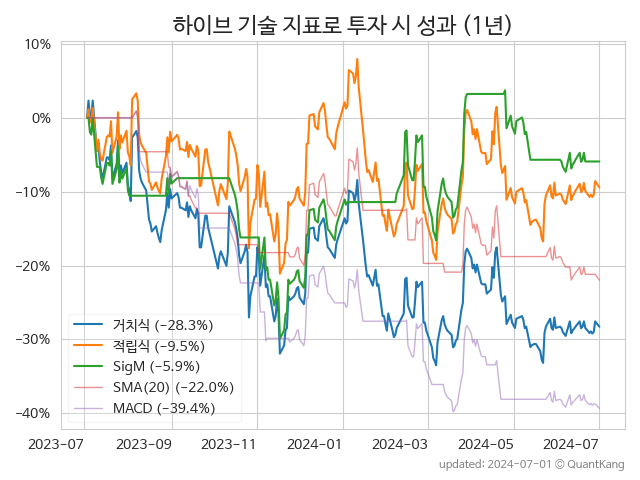 하이브 기술 지표로 투자 시 성과 (1년)
10%
0%
−10%
−20%
−30%
−40%
거치식 (−28.3%)
적립식 (−9.5%)
SigM (−5.9%)
SMA(20) (−22.0%)
MACD (−39.4%)
2023-07
2023-09
2023-11
2024-01
2024-03
2024-05
2024-07
updated: 2024-07-01 © QuantKang